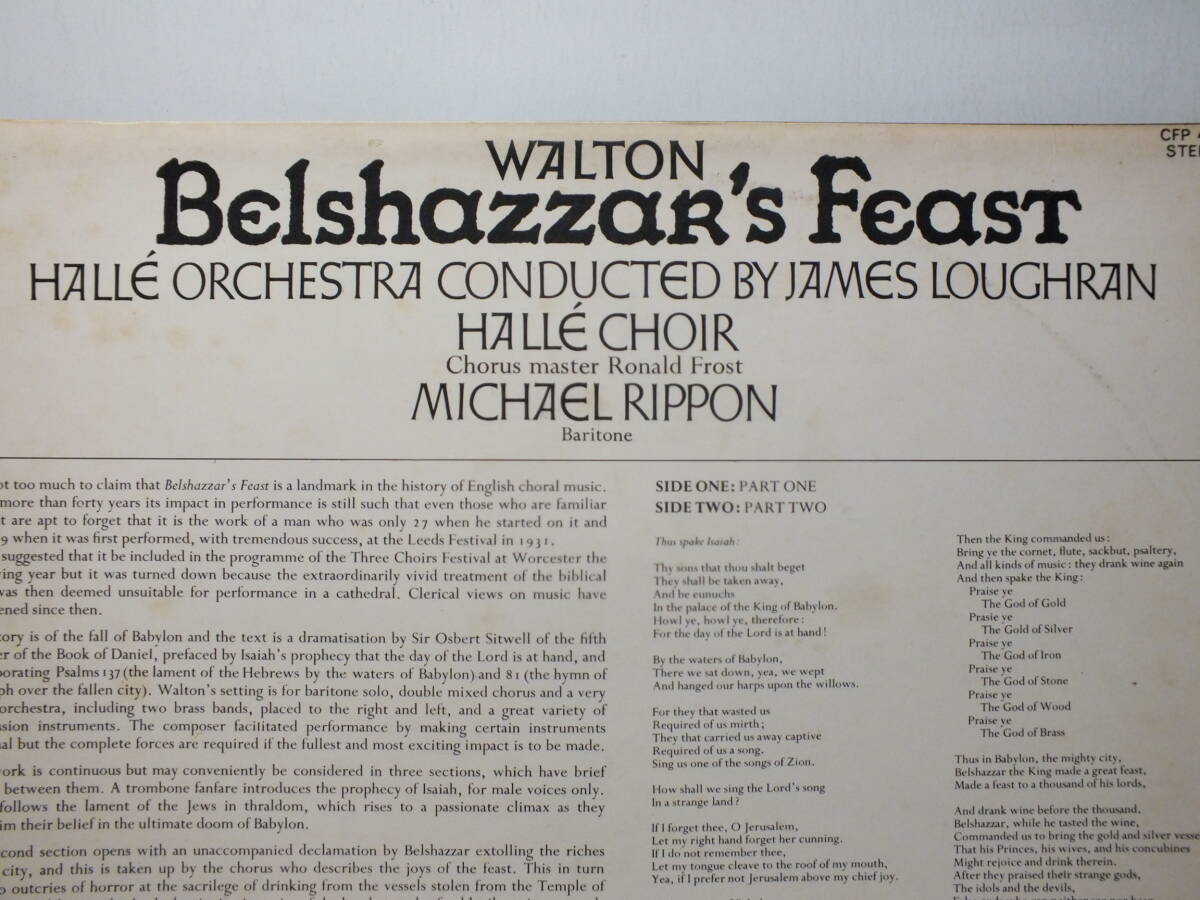 CFP
WALTON
Belshazzar's Feast
HALLÉ ORCHESTRA CONDUCTED BY JAMES LOUGHRAN
HALLÉ CHOIR
Chorus master Ronald Frost
MICHAEL RIPPON
Baritone
too much to claim that Belshazzar's Feast is a landmark in the history of English choral music.
more than forty years its impact in performance is still such that even those who are familiar
are apt to forget that it is the work of a man who was only 27 when he started on it and
9 when it was first performed, with tremendous success, at the Leeds Festival in 1931.
suggested that it be included in the programme of the Three Choirs Festival at Worcester the
year but it was turned down because the extraordinarily vivid treatment of the biblical
was then deemed unsuitable for performance in a cathedral. Clerical views on music have
since then.
is of the fall of Babylon and the text is a dramatisation by Sir Osbert Sitwell of the fifth
of the Book of Daniel, prefaced by Isaiah's prophecy that the day of the Lord is at hand, and
Psalms 137 (the lament of the Hebrews by the waters of Babylon) and 81 (the hymn of
over the fallen city). Walton's setting is for baritone solo, double mixed chorus and a very
orchestra, including two brass bands, placed to the right and left, and a great variety of
instruments. The composer facilitated performance by making certain instruments
but the complete forces are required if the fullest and most exciting impact is to be made.
is continuous but may conveniently be considered in three sections, which have brief
between them. A trombone fanfare introduces the prophecy of Isaiah, for male voices only.
follows the lament of the Jews in thraldom, which rises to a passionate climax as they
their belief in the ultimate doom of Babylon.
section opens with an unaccompanied declamation by Belshazzar extolling the riches
city, and this is taken up by the chorus who describes the joys of the feast. This in turn
outcries of horror at the sacrilege of drinking from the vessels stolen from the Temple of
SIDE ONE: PART ONE
SIDE TWO: PART TWO
Thus spake Isaiah:
Thy sons that thou shalt beget
They shall be taken away,
And be eunuchs
In the palace of the King of Babylon.
Howl ye, howl ye, therefore:
For the day of the Lord is at hand!
By the waters of Babylon,
There we sat down, yea, we wept
And hanged our harps upon the willows.
For they that wasted us
Required of us mirth;
They that carried us away captive
Required of us a song.
Sing us one of the songs of Zion.
How shall we sing the Lord's song
In a strange land?
If I forget thee, O Jerusalem,
Let my right hand forget her cunning.
If I do not remember thee,
Let my tongue cleave to the roof of my mouth,
Yea, if I prefer not Jerusalem above my chief joy.
Then the King commanded us:
Bring ye the cornet, flute, sackbut, psaltery,
And all kinds of music: they drank wine again
And then spake the King:
Praise ye
The God of Gold
Prasie ye
The Gold of Silver
Praise ye
The God of Iron
Praise ye
The God of Stone
Praise ye
The God of Wood
Praise ye
The God of Brass
Thus in Babylon, the mighty city,
Belshazzar the King made a great feast,
Made a feast to a thousand of his lords,
And drank wine before the thousand.
Belshazzar, while he tasted the wine,
Commanded us to bring the gold and silver
That his Princes, his wives, and his concubines
Might rejoice and drink therein.
After they praised their strange gods,
The idols and the devils,